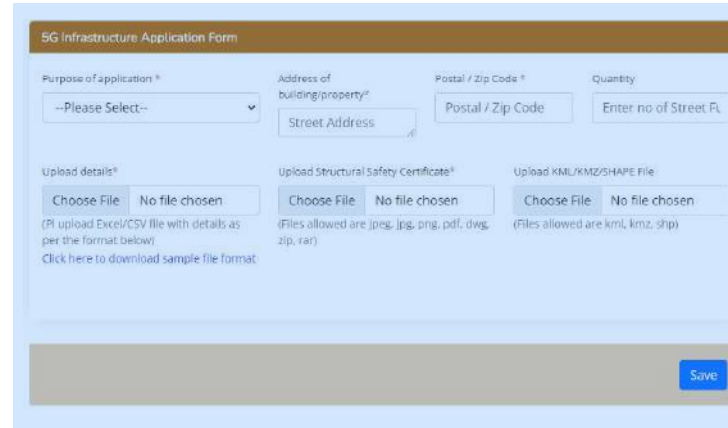 5G Infrastructure Application Form
Purpose of application *
Address of
building/property*
Postal / Zip Code *
Quantity
--Please Select--
Street Address
Postal / Zip Code
Enter no of Street Fu
Upload details*
Upload Structural Safety Certificate*
Upload KML/KMZ/SHAPE File
Choose File No file chosen
Choose File No file chosen
Choose File No file chosen
(Pl upload Excel/CSV file with details as
per the format below)
(Files allowed are jpeg, jpg, png, pdf, dwg,
zip, rar)
(Files allowed are kml, kmz, shp)
Click here to download sample file format
Save